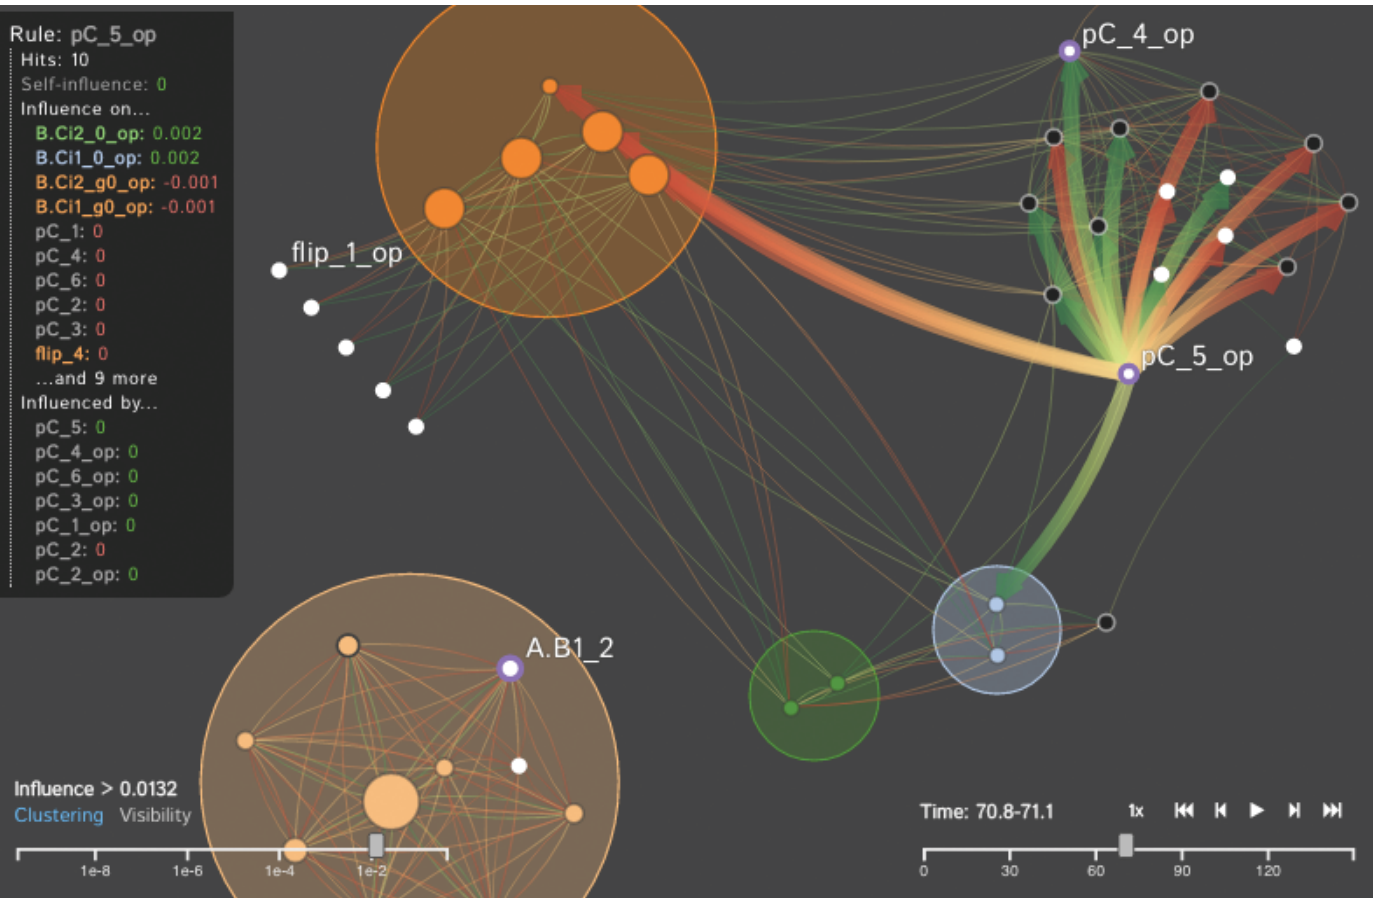 Rule: pC_5_op
Hits: 10
Self-influence: 0
Influence on...
B.Ci2_0_op: 0.002
B.Ci1_0_op: 0.002
B.Ci2_g0_op: -0.001
B.Ci1_g0_op: -0.001
pC_1: 0
pC_4: 0
pC_6: 0
pC_2: 0
pC_3: 0
flip_4: 0
...and 9 more
Influenced by...
pC_5: 0
pC_4_op: 0
pC_6_op: 0
pC_3_op: 0
pC_1_op: 0
pC_2: 0
pC_2_op: 0
pC_4_op
flip_1_op
pC_5_op
A.B1_2
Influence > 0.0132
Clustering Visibility
1e-8 1e-6 1e-4 1e-2
Time: 70.8-71.1 1x
0 30 60 90 120